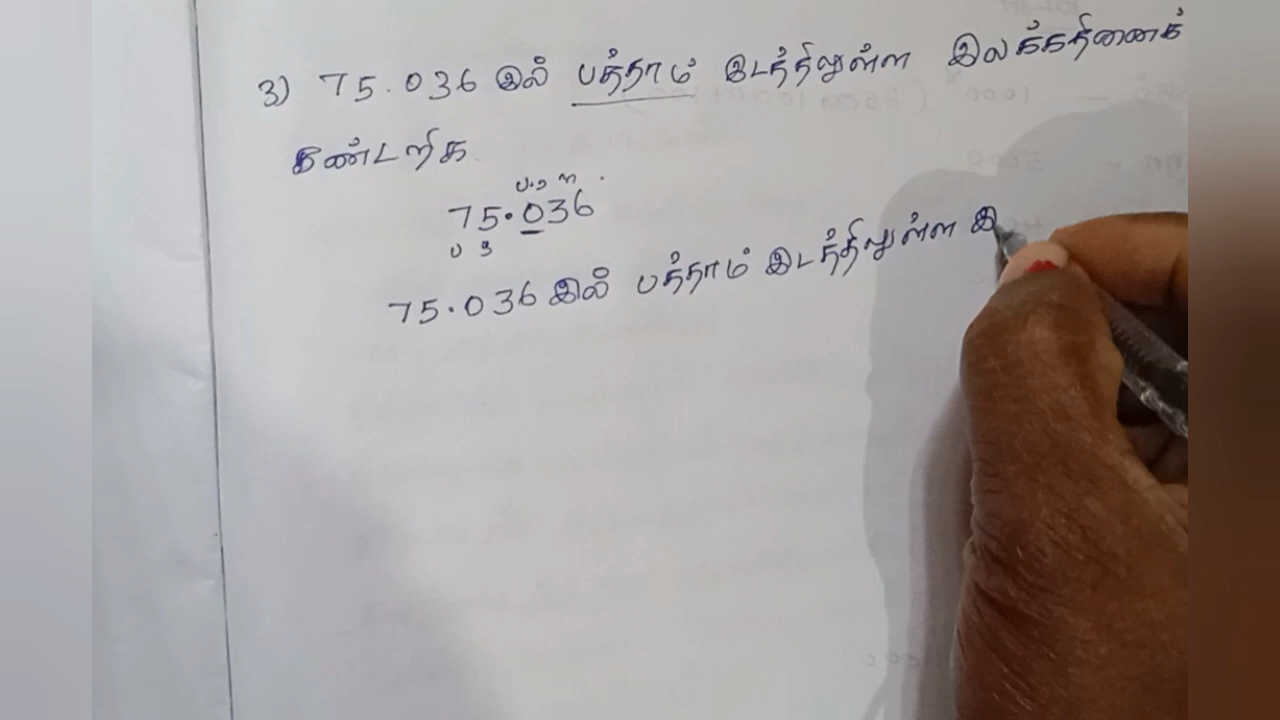 3) 75.036 இல் பத்தாம் இடத்திலுள்ள இலக்கதினைக்
கண்டறிக
ப.ஒ
75.036
ப ஒ
75.036 இல் பத்தாம் இடத்திலுள்ள இ